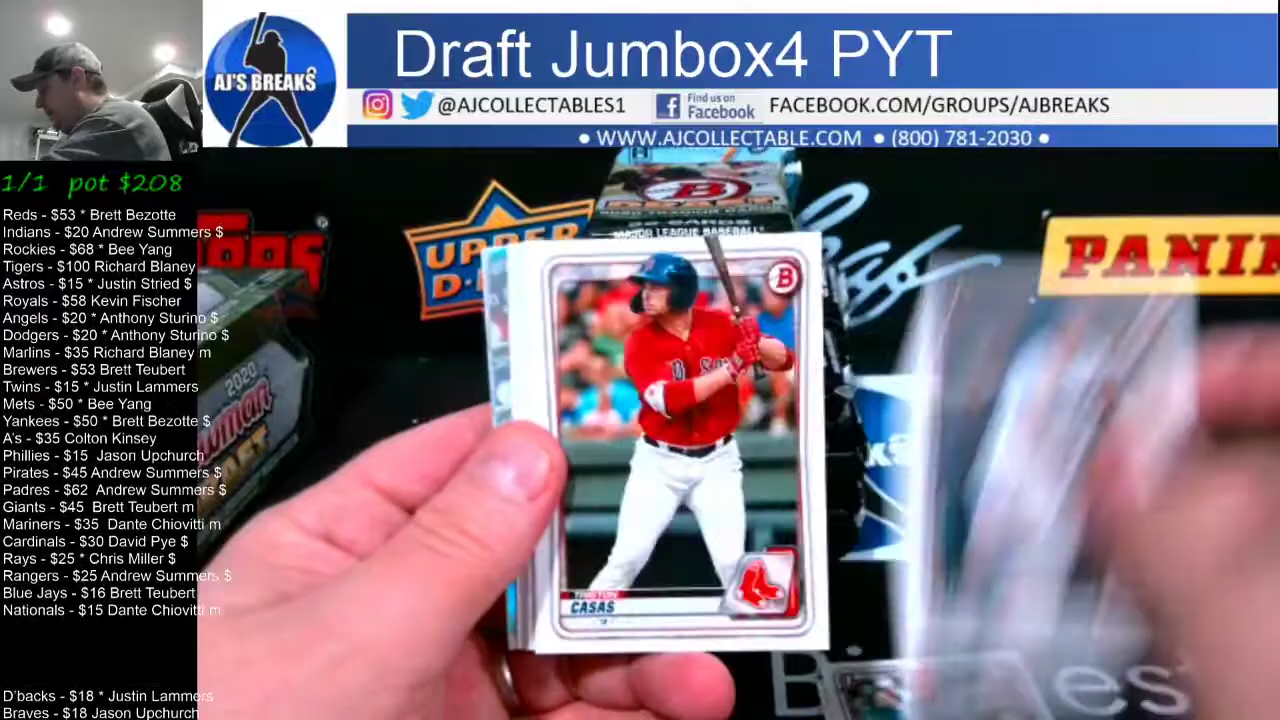 Draft Jumbox4 PYT
AJ'S BREAKS
@AJCOLLECTABLES1 Find us on Facebook FACEBOOK.COM/GROUPS/AJBREAKS
• WWW.AJCOLLECTABLE.COM • (800) 781-2030 •
1/1 pot $208
Reds - $53 * Brett Bezotte
Indians - $20 Andrew Summers $
Rockies - $68 * Bee Yang
Tigers - $100 Richard Blaney
Astros - $15 * Justin Stried $
Royals - $58 Kevin Fischer
Angels - $20 * Anthony Sturino $
Dodgers - $20 * Anthony Sturino $
Marlins - $35 Richard Blaney m
Brewers - $53 Brett Teubert
Twins - $15 * Justin Lammers
Mets - $50 * Bee Yang
Yankees - $50 * Brett Bezotte $
A's - $35 Colton Kinsey
Phillies - $15 Jason Upchurch
Pirates - $45 Andrew Summers $
Padres - $62 Andrew Summers $
Giants - $45 Brett Teubert m
Mariners - $35 Dante Chiovitti m
Cardinals - $30 David Pye $
Rays - $25 * Chris Miller $
Rangers - $25 Andrew Summers $
Blue Jays - $16 Brett Teubert
Nationals - $15 Dante Chiovitti m
D'backs - $18 * Justin Lammers
Braves - $18 Jason Upchurch
UPPER
PANINI
MAJOR LEAGUE BASEBALL
B
2020
CASAS